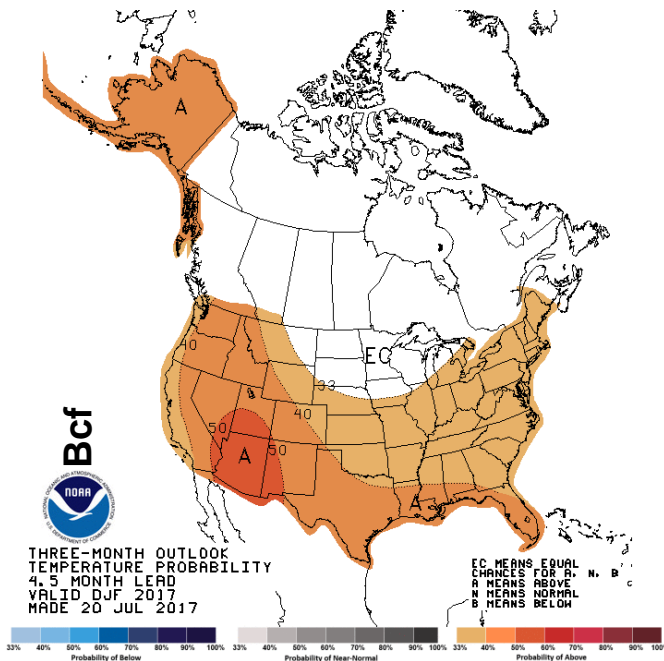 A
40
EC
33
40
50
50
A
A
Bcf
NATIONAL OCEANIC AND ATMOSPHERIC ADMINISTRATION
NOAA
U.S. DEPARTMENT OF COMMERCE
THREE-MONTH OUTLOOK
TEMPERATURE PROBABILITY
4.5 MONTH LEAD
VALID DJF 2017
MADE 20 JUL 2017
EC MEANS EQUAL
CHANCES FOR A, N, B
A MEANS ABOVE
N MEANS NORMAL
B MEANS BELOW
33% 40% 50% 60% 70% 80% 90% 100%
Probability of Below
33% 40% 50% 60% 70% 80% 90% 100%
Probability of Near-Normal
33% 40% 50% 60% 70% 80% 90% 100%
Probability of Above